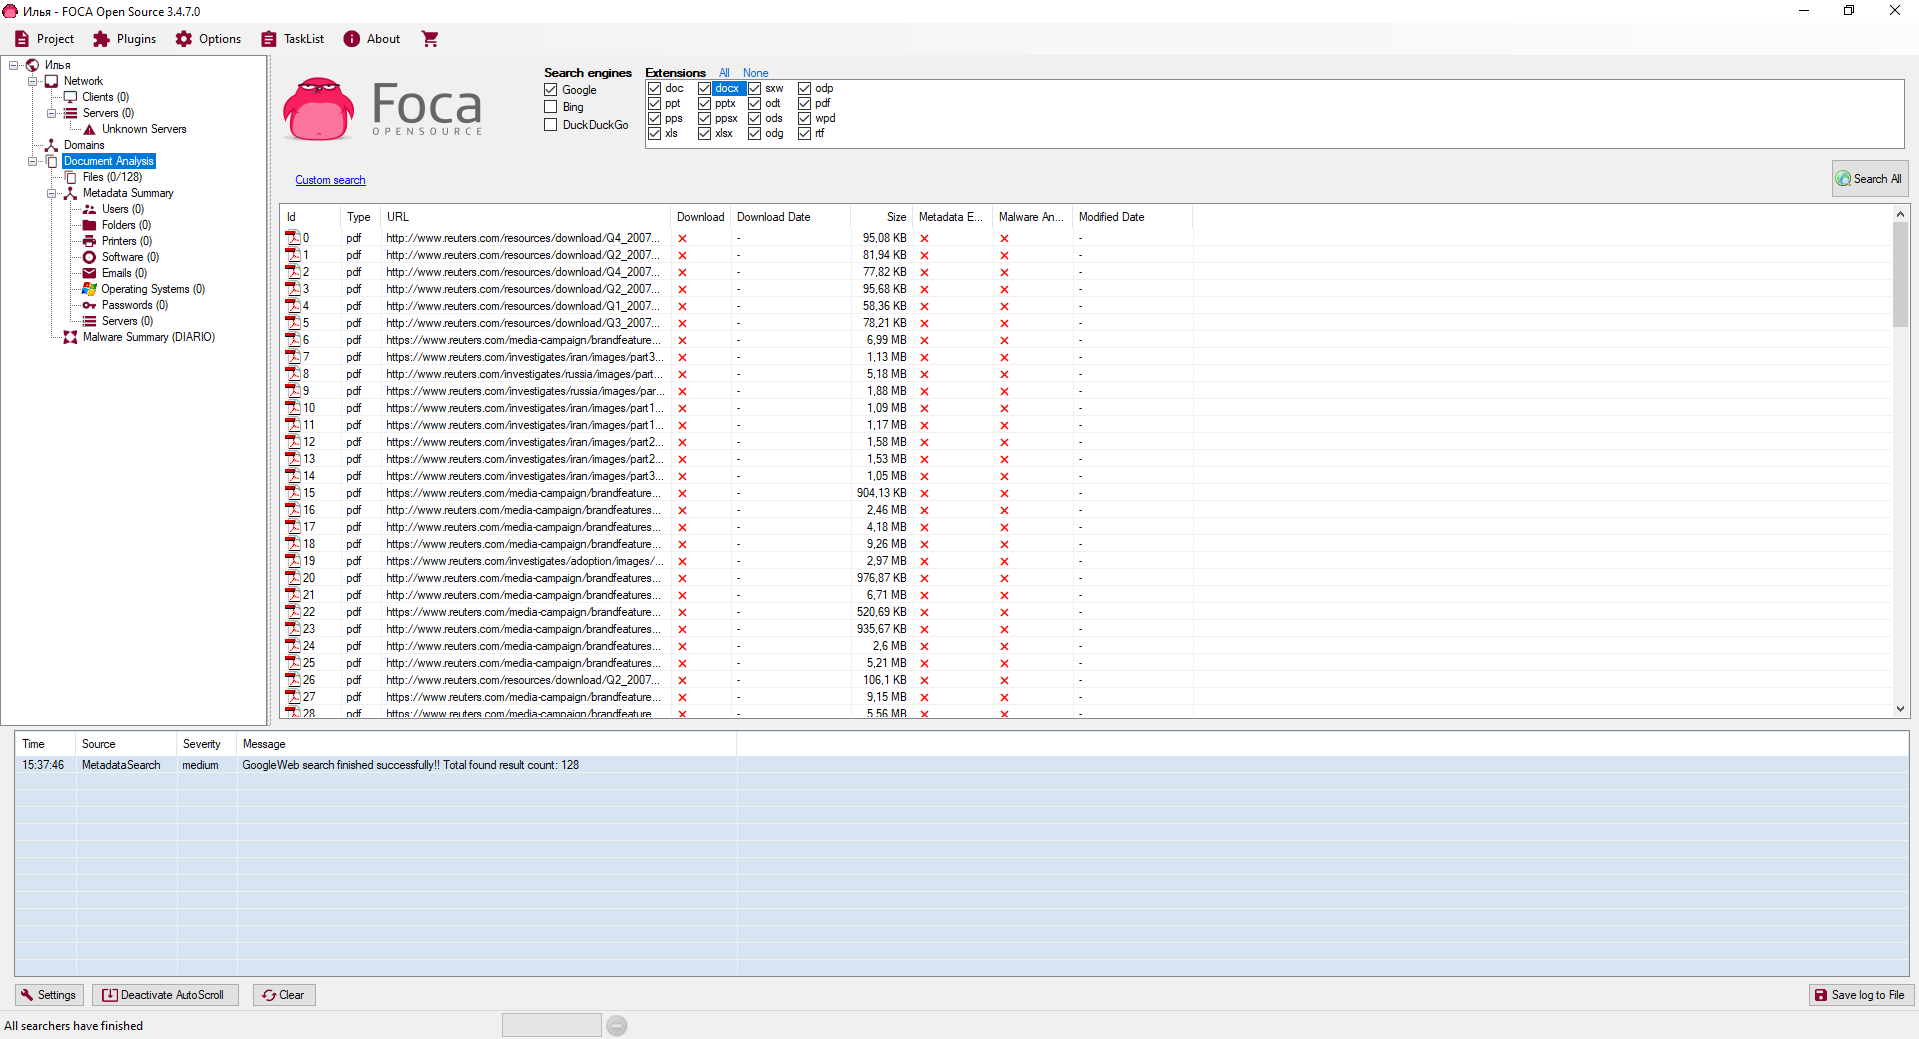 Илья - FOCA Open Source 3.4.7.0
Project Plugins Options TaskList About
Илья
Network
Clients (0)
Servers (0)
Unknown Servers
Domains
Document Analysis
Files (0/128)
Metadata Summary
Users (0)
Folders (0)
Printers (0)
Software (0)
Emails (0)
Operating Systems (0)
Passwords (0)
Servers (0)
Malware Summary (DIARIO)
Foca
OPENSOURCE
Search engines
Google
Bing
DuckDuckGo
Extensions All None
doc docx sxw odp
ppt pptx odt pdf
pps ppsx ods wpd
xls xlsx odg rtf
Custom search
Search All
Id Type URL Download Download Date Size Metadata E... Malware An... Modified Date
0 pdf http://www.reuters.com/resources/download/Q4_2007... - 95,08 KB -
1 pdf http://www.reuters.com/resources/download/Q2_2007... - 81,94 KB -
2 pdf http://www.reuters.com/resources/download/Q4_2007... - 77,82 KB -
3 pdf http://www.reuters.com/resources/download/Q2_2007... - 95,68 KB -
4 pdf http://www.reuters.com/resources/download/Q1_2007... - 58,36 KB -
5 pdf http://www.reuters.com/resources/download/Q3_2007... - 78,21 KB -
6 pdf http://www.reuters.com/media-campaign/brandfeature... - 6,99 MB -
7 pdf https://www.reuters.com/investigates/iran/images/part3... - 1,13 MB -
8 pdf http://www.reuters.com/investigates/russia/images/part... - 5,18 MB -
9 pdf https://www.reuters.com/investigates/russia/images/par... - 1,88 MB -
10 pdf https://www.reuters.com/investigates/iran/images/part1... - 1,09 MB -
11 pdf https://www.reuters.com/investigates/iran/images/part1... - 1,17 MB -
12 pdf https://www.reuters.com/investigates/iran/images/part2... - 1,58 MB -
13 pdf https://www.reuters.com/investigates/iran/images/part2... - 1,53 MB -
14 pdf https://www.reuters.com/investigates/iran/images/part3... - 1,05 MB -
15 pdf https://www.reuters.com/media-campaign/brandfeature... - 904,13 KB -
16 pdf http://www.reuters.com/media-campaign/brandfeatures... - 2,46 MB -
17 pdf http://www.reuters.com/media-campaign/brandfeatures... - 4,18 MB -
18 pdf https://www.reuters.com/media-campaign/brandfeature... - 9,26 MB -
19 pdf https://www.reuters.com/investigates/adoption/images/... - 2,97 MB -
20 pdf http://www.reuters.com/media-campaign/brandfeatures... - 976,87 KB -
21 pdf http://www.reuters.com/media-campaign/brandfeatures... - 6,71 MB -
22 pdf https://www.reuters.com/media-campaign/brandfeature... - 520,69 KB -
23 pdf http://www.reuters.com/media-campaign/brandfeatures... - 935,67 KB -
24 pdf http://www.reuters.com/media-campaign/brandfeatures... - 2,6 MB -
25 pdf http://www.reuters.com/media-campaign/brandfeatures... - 5,21 MB -
26 pdf http://www.reuters.com/resources/download/Q2_2007... - 106,1 KB -
27 pdf https://www.reuters.com/media-campaign/brandfeature... - 9,15 MB -
28 pdf https://www.reuters.com/media-campaign/brandfeature - 5,56 MB -
Time Source Severity Message
15:37:46 MetadataSearch medium GoogleWeb search finished successfully!! Total found result count: 128
Settings Deactivate AutoScroll Clear Save log to File
All searchers have finished